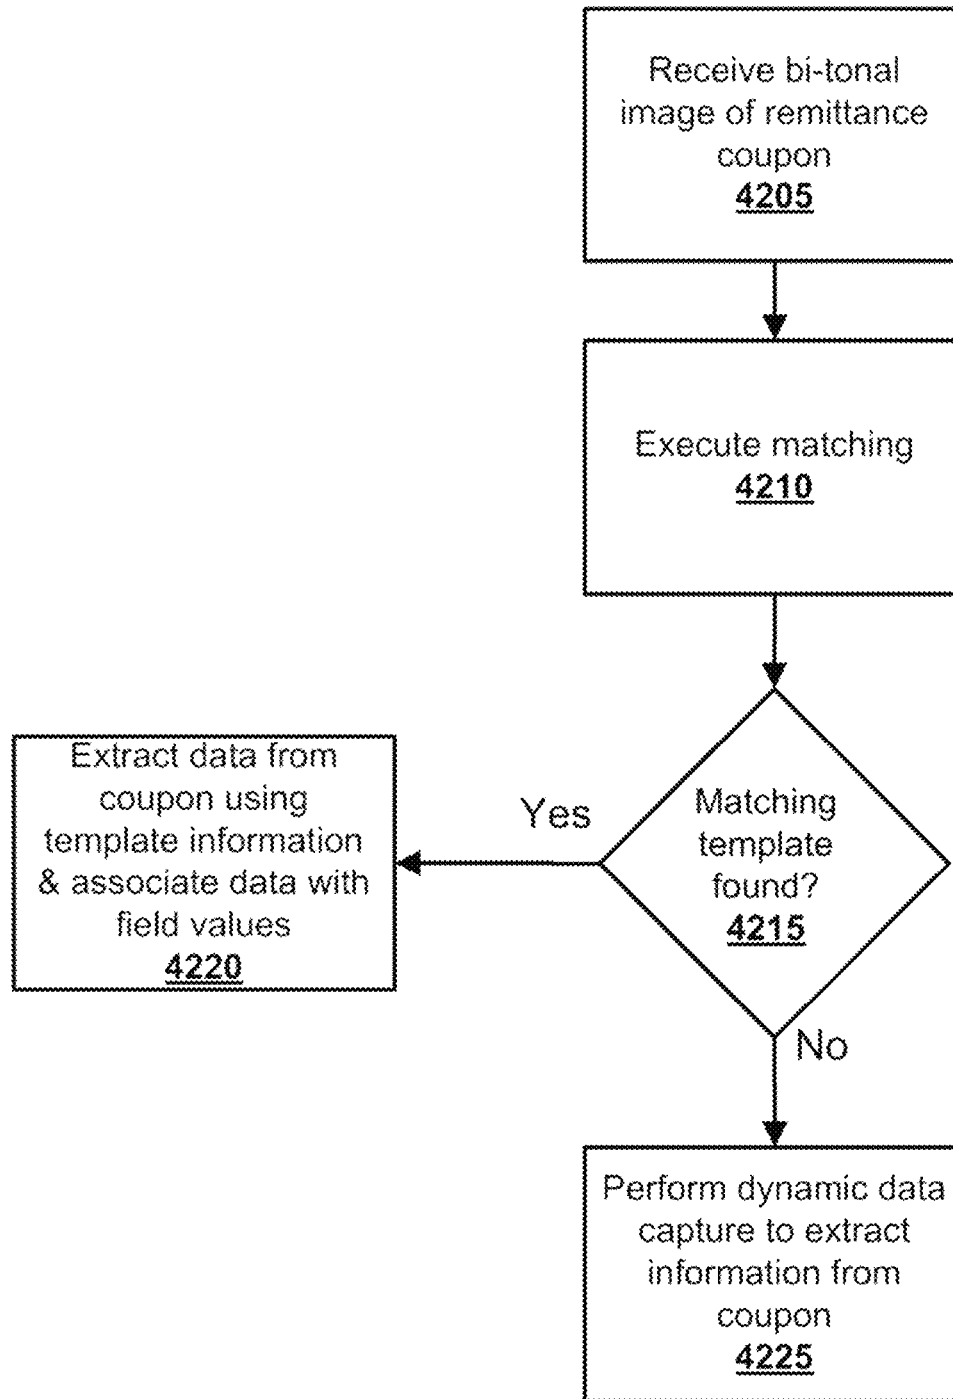 Receive bi-tonal
image of remittance
coupon
4205
Execute matching
4210
Matching
template
found?
4215
Yes
Extract data from
coupon using
template information
& associate data with
field values
4220
No
Perform dynamic data
capture to extract
information from
coupon
4225